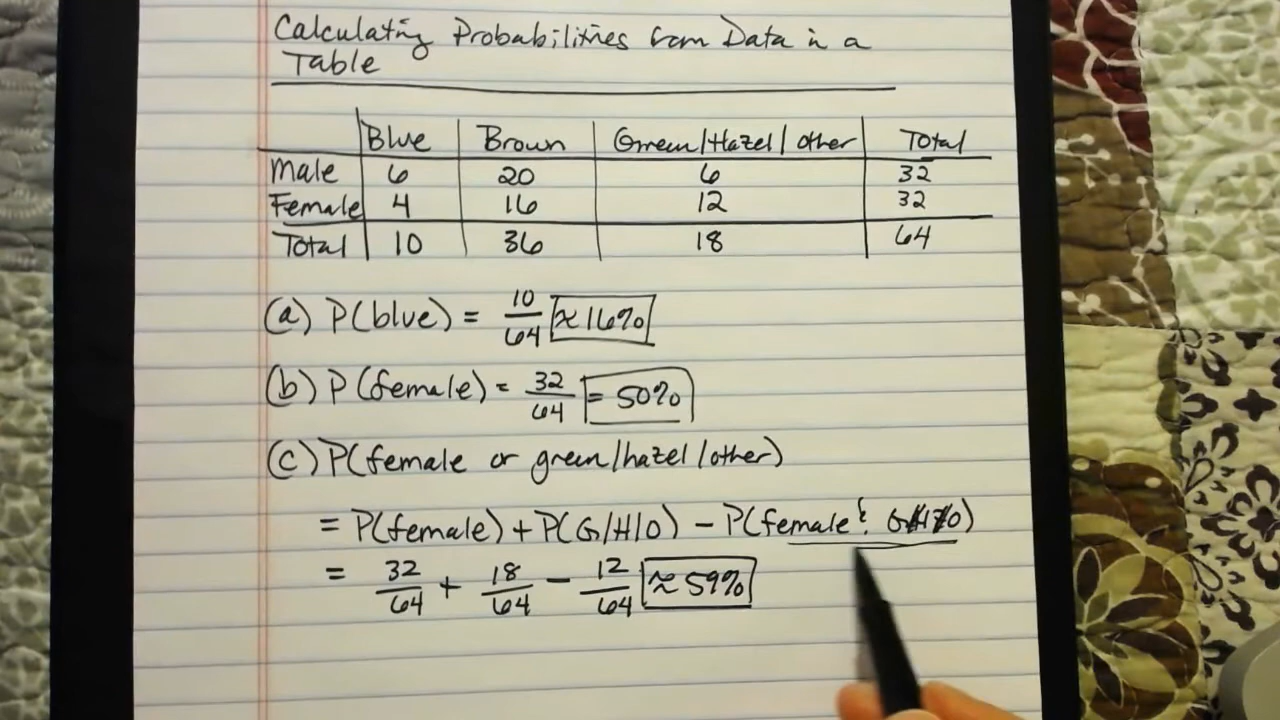 Calculating Probabilities from Data in a
Table
Blue Brown Green/Hazel/other Total
Male 6 20 6 32
Female 4 16 12 32
Total 10 36 18 64
(a) P(blue) = 10/64 ≈ 16%
(b) P(female) = 32/64 = 50%
(c) P(female or green/hazel/other)
= P(female) + P(G/H/O) - P(female & G/H/O)
= 32/64 + 18/64 - 12/64 ≈ 59%